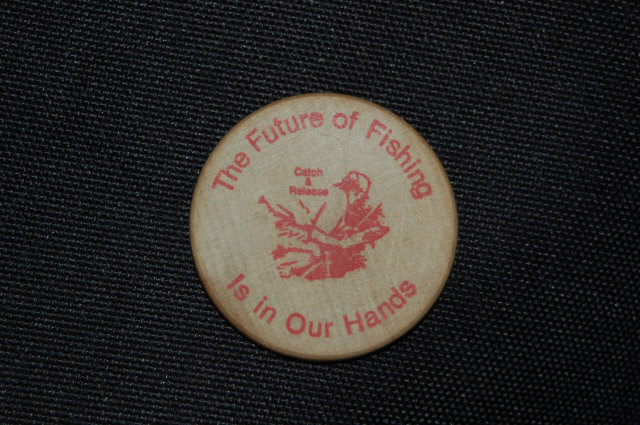 The Future of Fishing
Catch
&
Release
Is in Our Hands